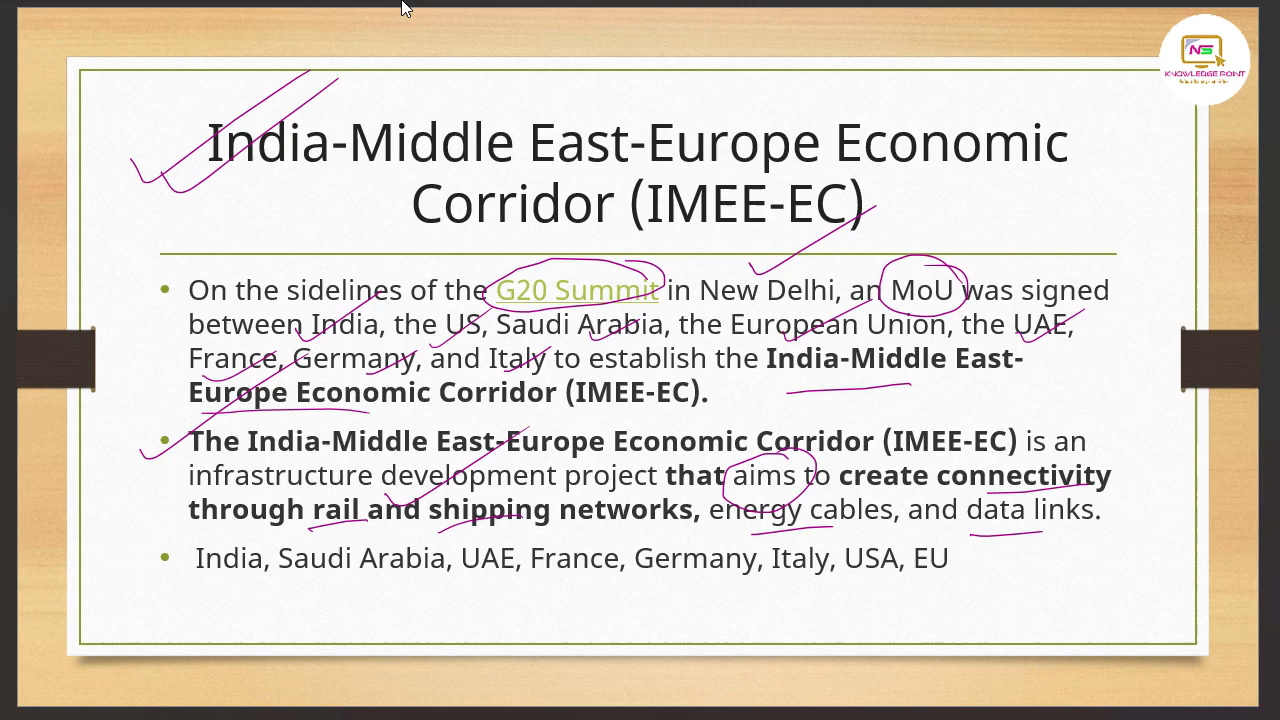 NS
KNOWLEDGE POINT
India-Middle East-Europe Economic
Corridor (IMEE-EC)
• On the sidelines of the G20 Summit in New Delhi, an MoU was signed
between India, the US, Saudi Arabia, the European Union, the UAE,
France, Germany, and Italy to establish the India-Middle East-
Europe Economic Corridor (IMEE-EC).
• The India-Middle East-Europe Economic Corridor (IMEE-EC) is an
infrastructure development project that aims to create connectivity
through rail and shipping networks, energy cables, and data links.
• India, Saudi Arabia, UAE, France, Germany, Italy, USA, EU